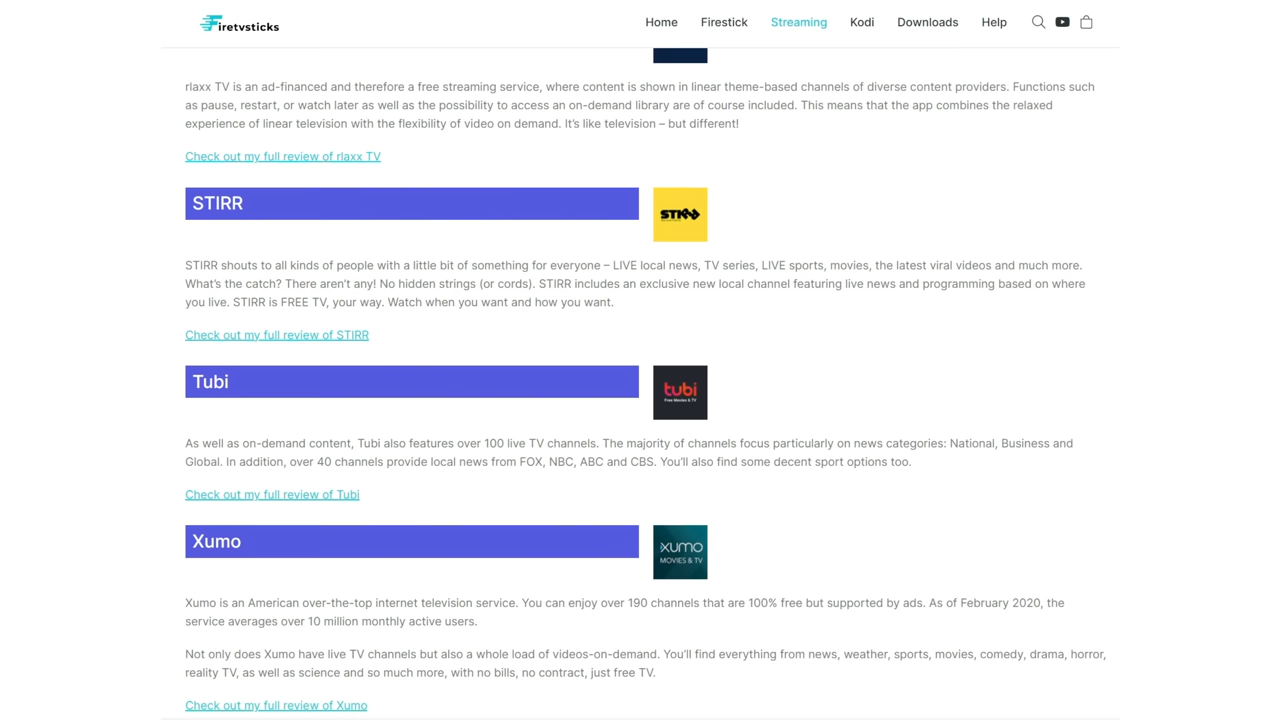 Firetvsticks
Home Firestick Streaming Kodi Downloads Help
rlaxx TV is an ad-financed and therefore a free streaming service, where content is shown in linear theme-based channels of diverse content providers. Functions such
as pause, restart, or watch later as well as the possibility to access an on-demand library are of course included. This means that the app combines the relaxed
experience of linear television with the flexibility of video on demand. It’s like television – but different!
Check out my full review of rlaxx TV
STIRR
STIRR
STIRR shouts to all kinds of people with a little bit of something for everyone – LIVE local news, TV series, LIVE sports, movies, the latest viral videos and much more.
What’s the catch? There aren’t any! No hidden strings (or cords). STIRR includes an exclusive new local channel featuring live news and programming based on where
you live. STIRR is FREE TV, your way. Watch when you want and how you want.
Check out my full review of STIRR
Tubi
tubi
Free Movies & TV
As well as on-demand content, Tubi also features over 100 live TV channels. The majority of channels focus particularly on news categories: National, Business and
Global. In addition, over 40 channels provide local news from FOX, NBC, ABC and CBS. You’ll also find some decent sport options too.
Check out my full review of Tubi
Xumo
XUMO
MOVIES & TV
Xumo is an American over-the-top internet television service. You can enjoy over 190 channels that are 100% free but supported by ads. As of February 2020, the
service averages over 10 million monthly active users.
Not only does Xumo have live TV channels but also a whole load of videos-on-demand. You’ll find everything from news, weather, sports, movies, comedy, drama, horror,
reality TV, as well as science and so much more, with no bills, no contract, just free TV.
Check out my full review of Xumo